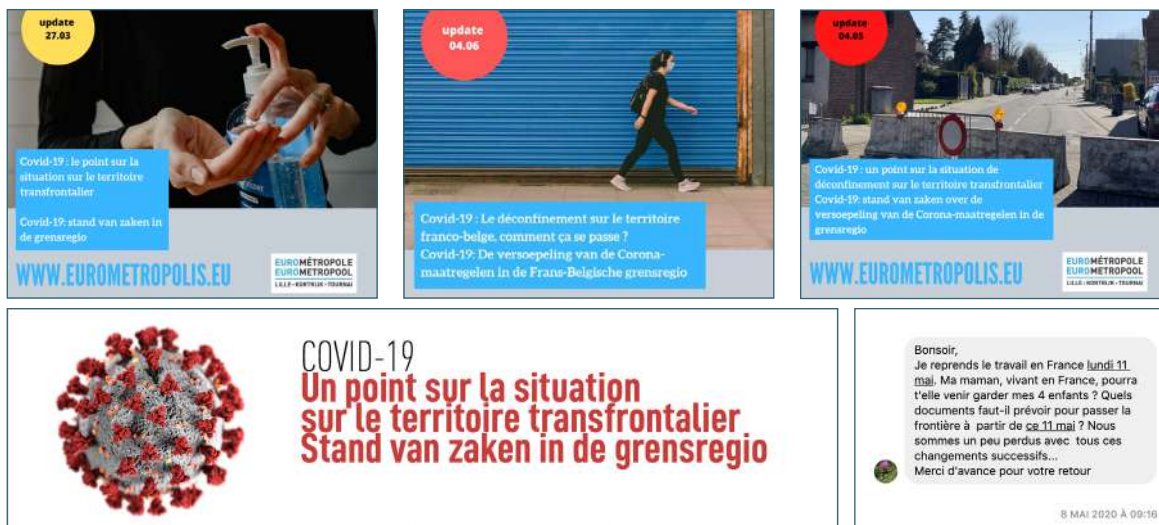 update
27.03
Covid-19 : le point sur la
situation sur le territoire
transfrontalier
Covid-19: stand van zaken in
de grensregio
WWW.EUROMETROPOLIS.EU
EUROMÉTROPOLE
EUROMETROPOOL
LILLE-KORTRIJK-TOURNAI
update
04.06
Covid-19 : Le déconfinement sur le territoire
franco-belge, comment ça se passe ?
Covid-19: De versoepeling van de Corona-
maatregelen in de Frans-Belgische grensregio
update
04.05
Covid-19 : un point sur la situation de
déconfinement sur le territoire transfrontalier
Covid-19: stand van zaken over de
versoepeling van de Corona-maatregelen in de
grensregio
WWW.EUROMETROPOLIS.EU
EUROMÉTROPOLE
EUROMETROPOOL
LILLE-KORTRIJK-TOURNAI
COVID-19
Un point sur la situation
sur le territoire transfrontalier
Stand van zaken in de grensregio
Bonsoir,
Je reprends le travail en France lundi 11
mai. Ma maman, vivant en France, pourra
t'elle venir garder mes 4 enfants ? Quels
documents faut-il prévoir pour passer la
frontière à partir de ce 11 mai ? Nous
sommes un peu perdus avec tous ces
changements successifs...
Merci d'avance pour votre retour
8 MAI 2020 À 09:16